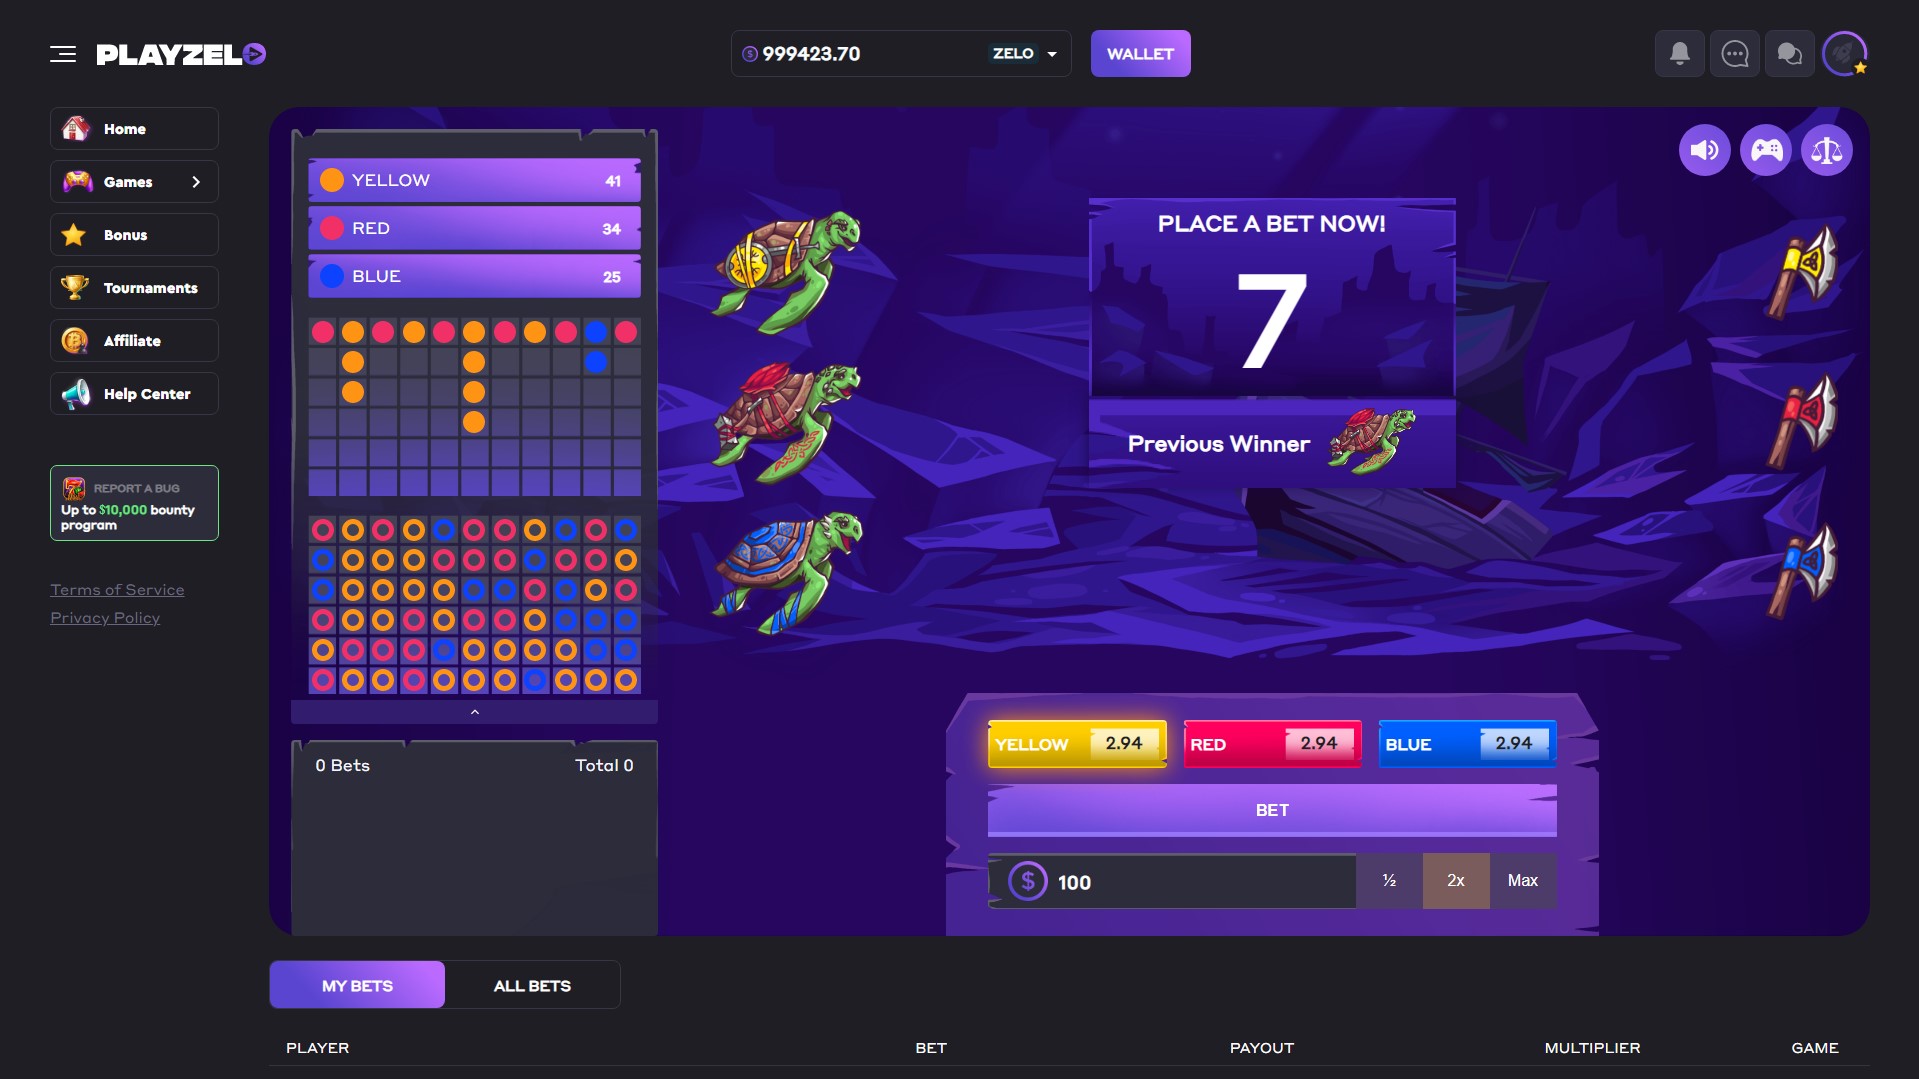 PLAYZELO
999423.70
ZELO
WALLET
Home
Games
Bonus
Tournaments
Affiliate
Help Center
REPORT A BUG
Up to $10,000 bounty
program
Terms of Service
Privacy Policy
YELLOW 41
RED 34
BLUE 25
0 Bets Total 0
PLACE A BET NOW!
7
Previous Winner
YELLOW 2.94 RED 2.94 BLUE 2.94
BET
$ 100 ½ 2x Max
MY BETS ALL BETS
PLAYER BET PAYOUT MULTIPLIER GAME